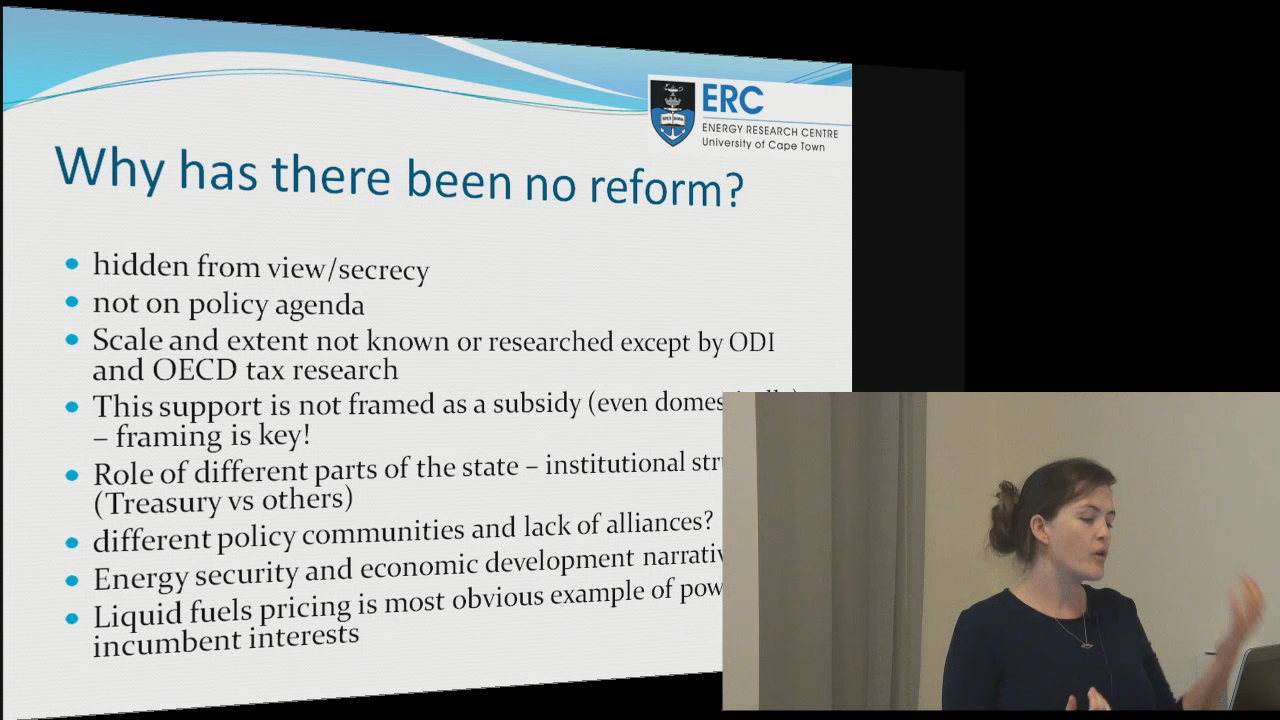 ERC
ENERGY RESEARCH CENTRE
University of Cape Town
Why has there been no reform?
hidden from view/secrecy
not on policy agenda
Scale and extent not known or researched except by ODI
and OECD tax research
This support is not framed as a subsidy (even
– framing is key!
Role of different parts of the state – institutional
(Treasury vs others)
different policy communities and lack of alliances?
Energy security and economic development
Liquid fuels pricing is most obvious example of
incumbent interests